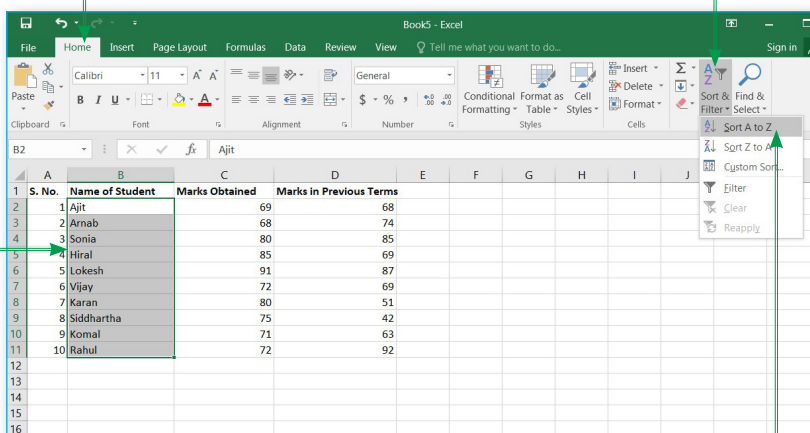 Book5 - Excel
File Home Insert Page Layout Formulas Data Review View Tell me what you want to do... Sign in
Calibri 11 A A General Insert Σ A Z
Paste Delete Sort & Find &
B I U A $ % , .0 .00 .00 .0 Conditional Format as Cell Format Filter Select
Formatting Table Styles
Clipboard Font Alignment Number Styles Cells
Sort A to Z
Sort Z to A
Custom Sort...
Filter
Clear
Reapply
B2 fx Ajit
A B C D E F G H I J
1 S. No. Name of Student Marks Obtained Marks in Previous Terms
2 1 Ajit 69 68
3 2 Arnab 68 74
4 3 Sonia 80 85
5 4 Hiral 85 69
6 5 Lokesh 91 87
7 6 Vijay 72 69
8 7 Karan 80 51
9 8 Siddhartha 75 42
10 9 Komal 71 63
11 10 Rahul 72 92
12
13
14
15
16